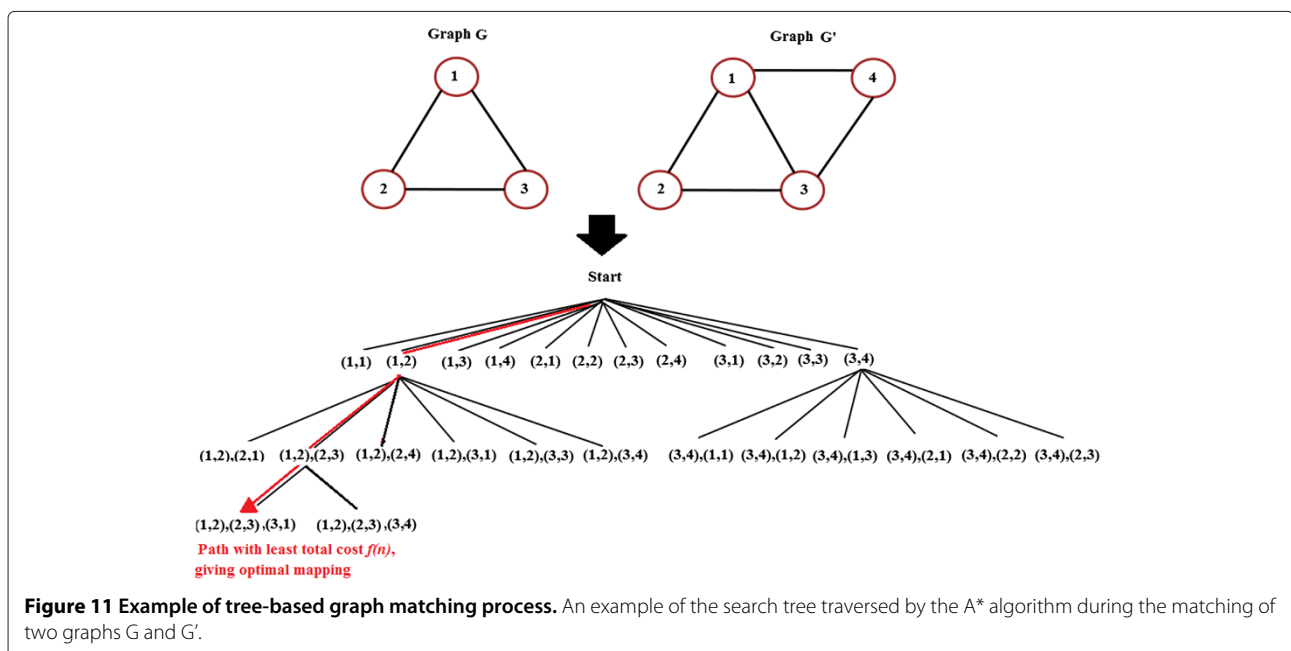 Graph G
Graph G'
1
1
4
2
3
2
3
Start
(1,1) (1,2) (1,3) (1,4) (2,1) (2,2) (2,3) (2,4) (3,1) (3,2) (3,3) (3,4)
(1,2),(2,1) (1,2),(2,3) (1,2),(2,4) (1,2),(3,1) (1,2),(3,3) (1,2),(3,4) (3,4),(1,1) (3,4),(1,2) (3,4),(1,3) (3,4),(2,1) (3,4),(2,2) (3,4),(2,3)
(1,2),(2,3),(3,1) (1,2),(2,3),(3,4)
Path with least total cost f(n),
giving optimal mapping
Figure 11 Example of tree-based graph matching process. An example of the search tree traversed by the A* algorithm during the matching of
two graphs G and G′.